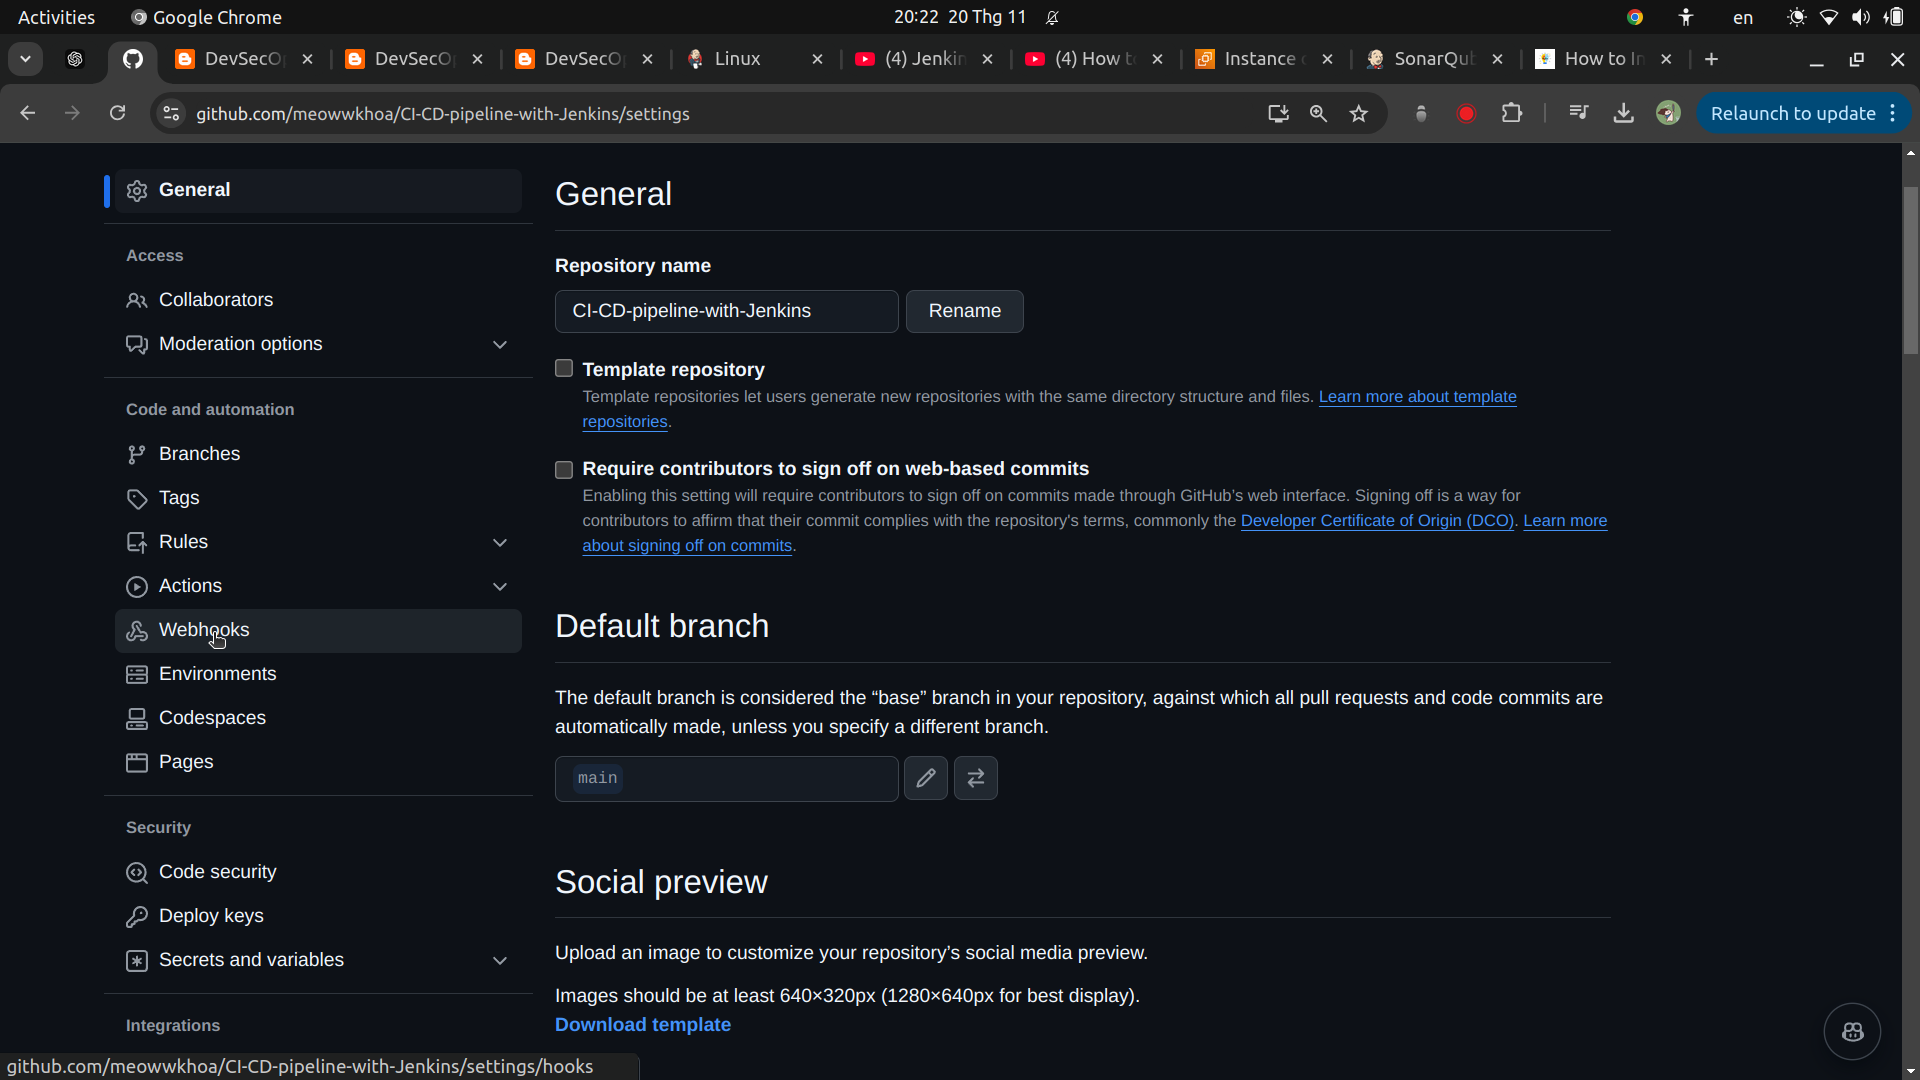 Activities
Google Chrome
20:22 20 Thg 11
en
DevSecO
DevSecO
DevSecO
Linux
(4) Jenkin
(4) How t
Instance
SonarQu
How to In
github.com/meowwkhoa/CI-CD-pipeline-with-Jenkins/settings
Relaunch to update
General
Access
Collaborators
Moderation options
Code and automation
Branches
Tags
Rules
Actions
Webhooks
Environments
Codespaces
Pages
Security
Code security
Deploy keys
Secrets and variables
Integrations
General
Repository name
CI-CD-pipeline-with-Jenkins
Rename
Template repository
Template repositories let users generate new repositories with the same directory structure and files. Learn more about template
repositories.
Require contributors to sign off on web-based commits
Enabling this setting will require contributors to sign off on commits made through GitHub's web interface. Signing off is a way for
contributors to affirm that their commit complies with the repository's terms, commonly the Developer Certificate of Origin (DCO). Learn more
about signing off on commits.
Default branch
The default branch is considered the “base” branch in your repository, against which all pull requests and code commits are
automatically made, unless you specify a different branch.
main
Social preview
Upload an image to customize your repository’s social media preview.
Images should be at least 640×320px (1280×640px for best display).
Download template
github.com/meowwkhoa/CI-CD-pipeline-with-Jenkins/settings/hooks